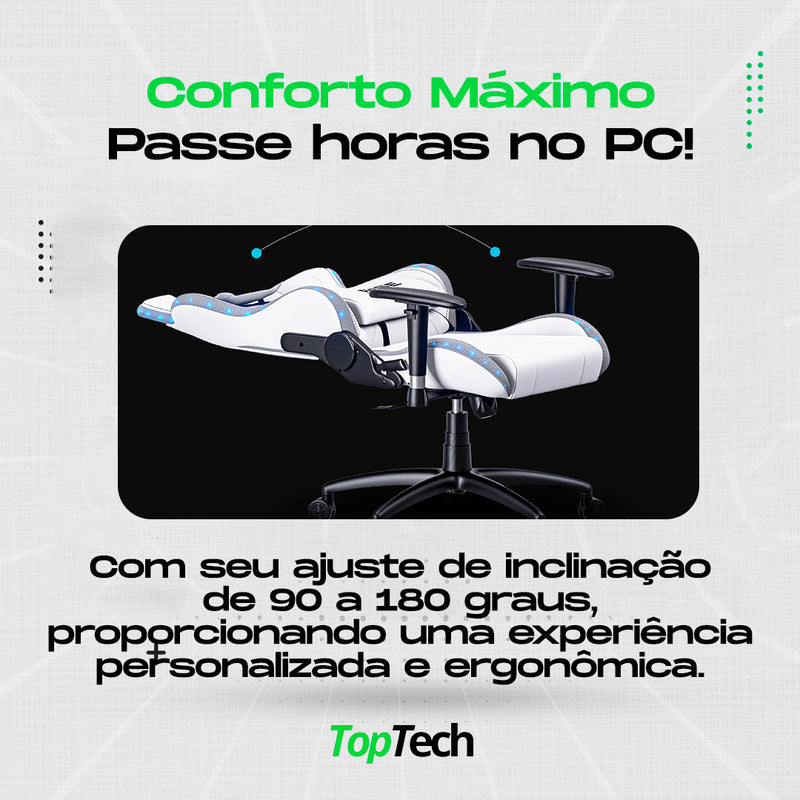 Conforto Máximo
Passe horas no PC!
Com seu ajuste de inclinação
de 90 a 180 graus,
proporcionando uma experiência
personalizada e ergonômica.
TopTech